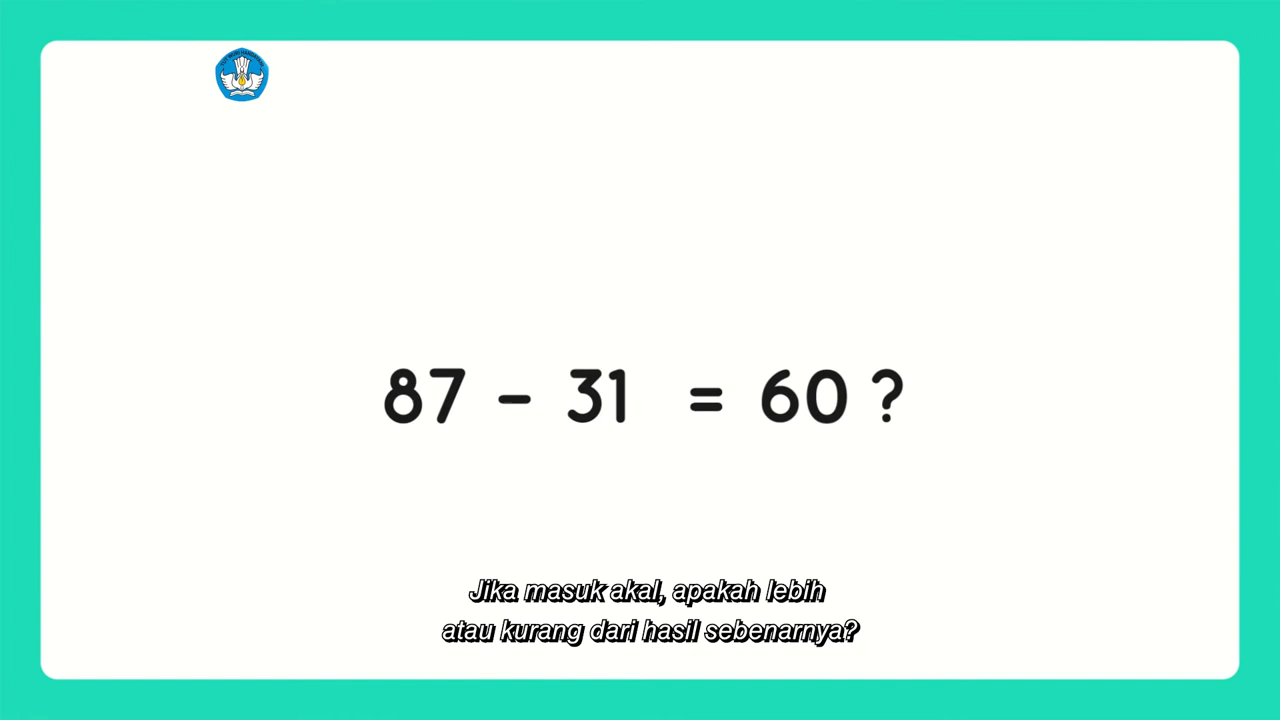 87 - 31 = 60 ?
Jika masuk akal, apakah lebih
atau kurang dari hasil sebenarnya?